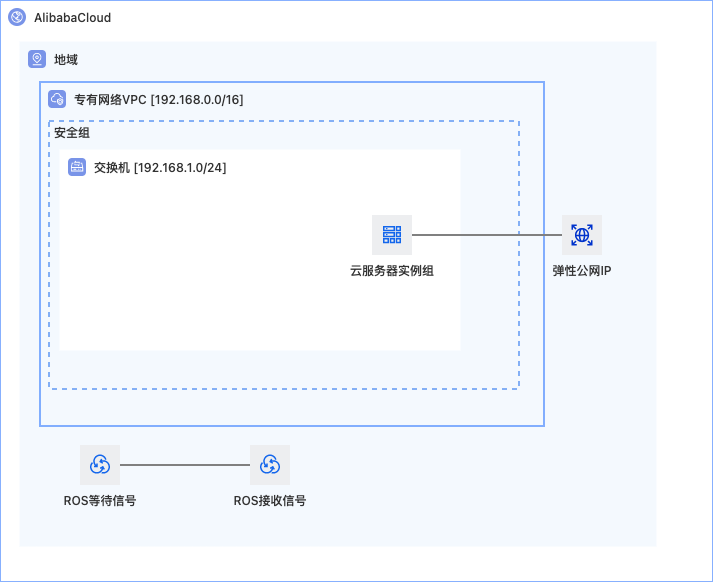 AlibabaCloud
地域
专有网络VPC [192.168.0.0/16]
安全组
交换机 [192.168.1.0/24]
云服务器实例组
弹性公网IP
ROS等待信号
ROS接收信号